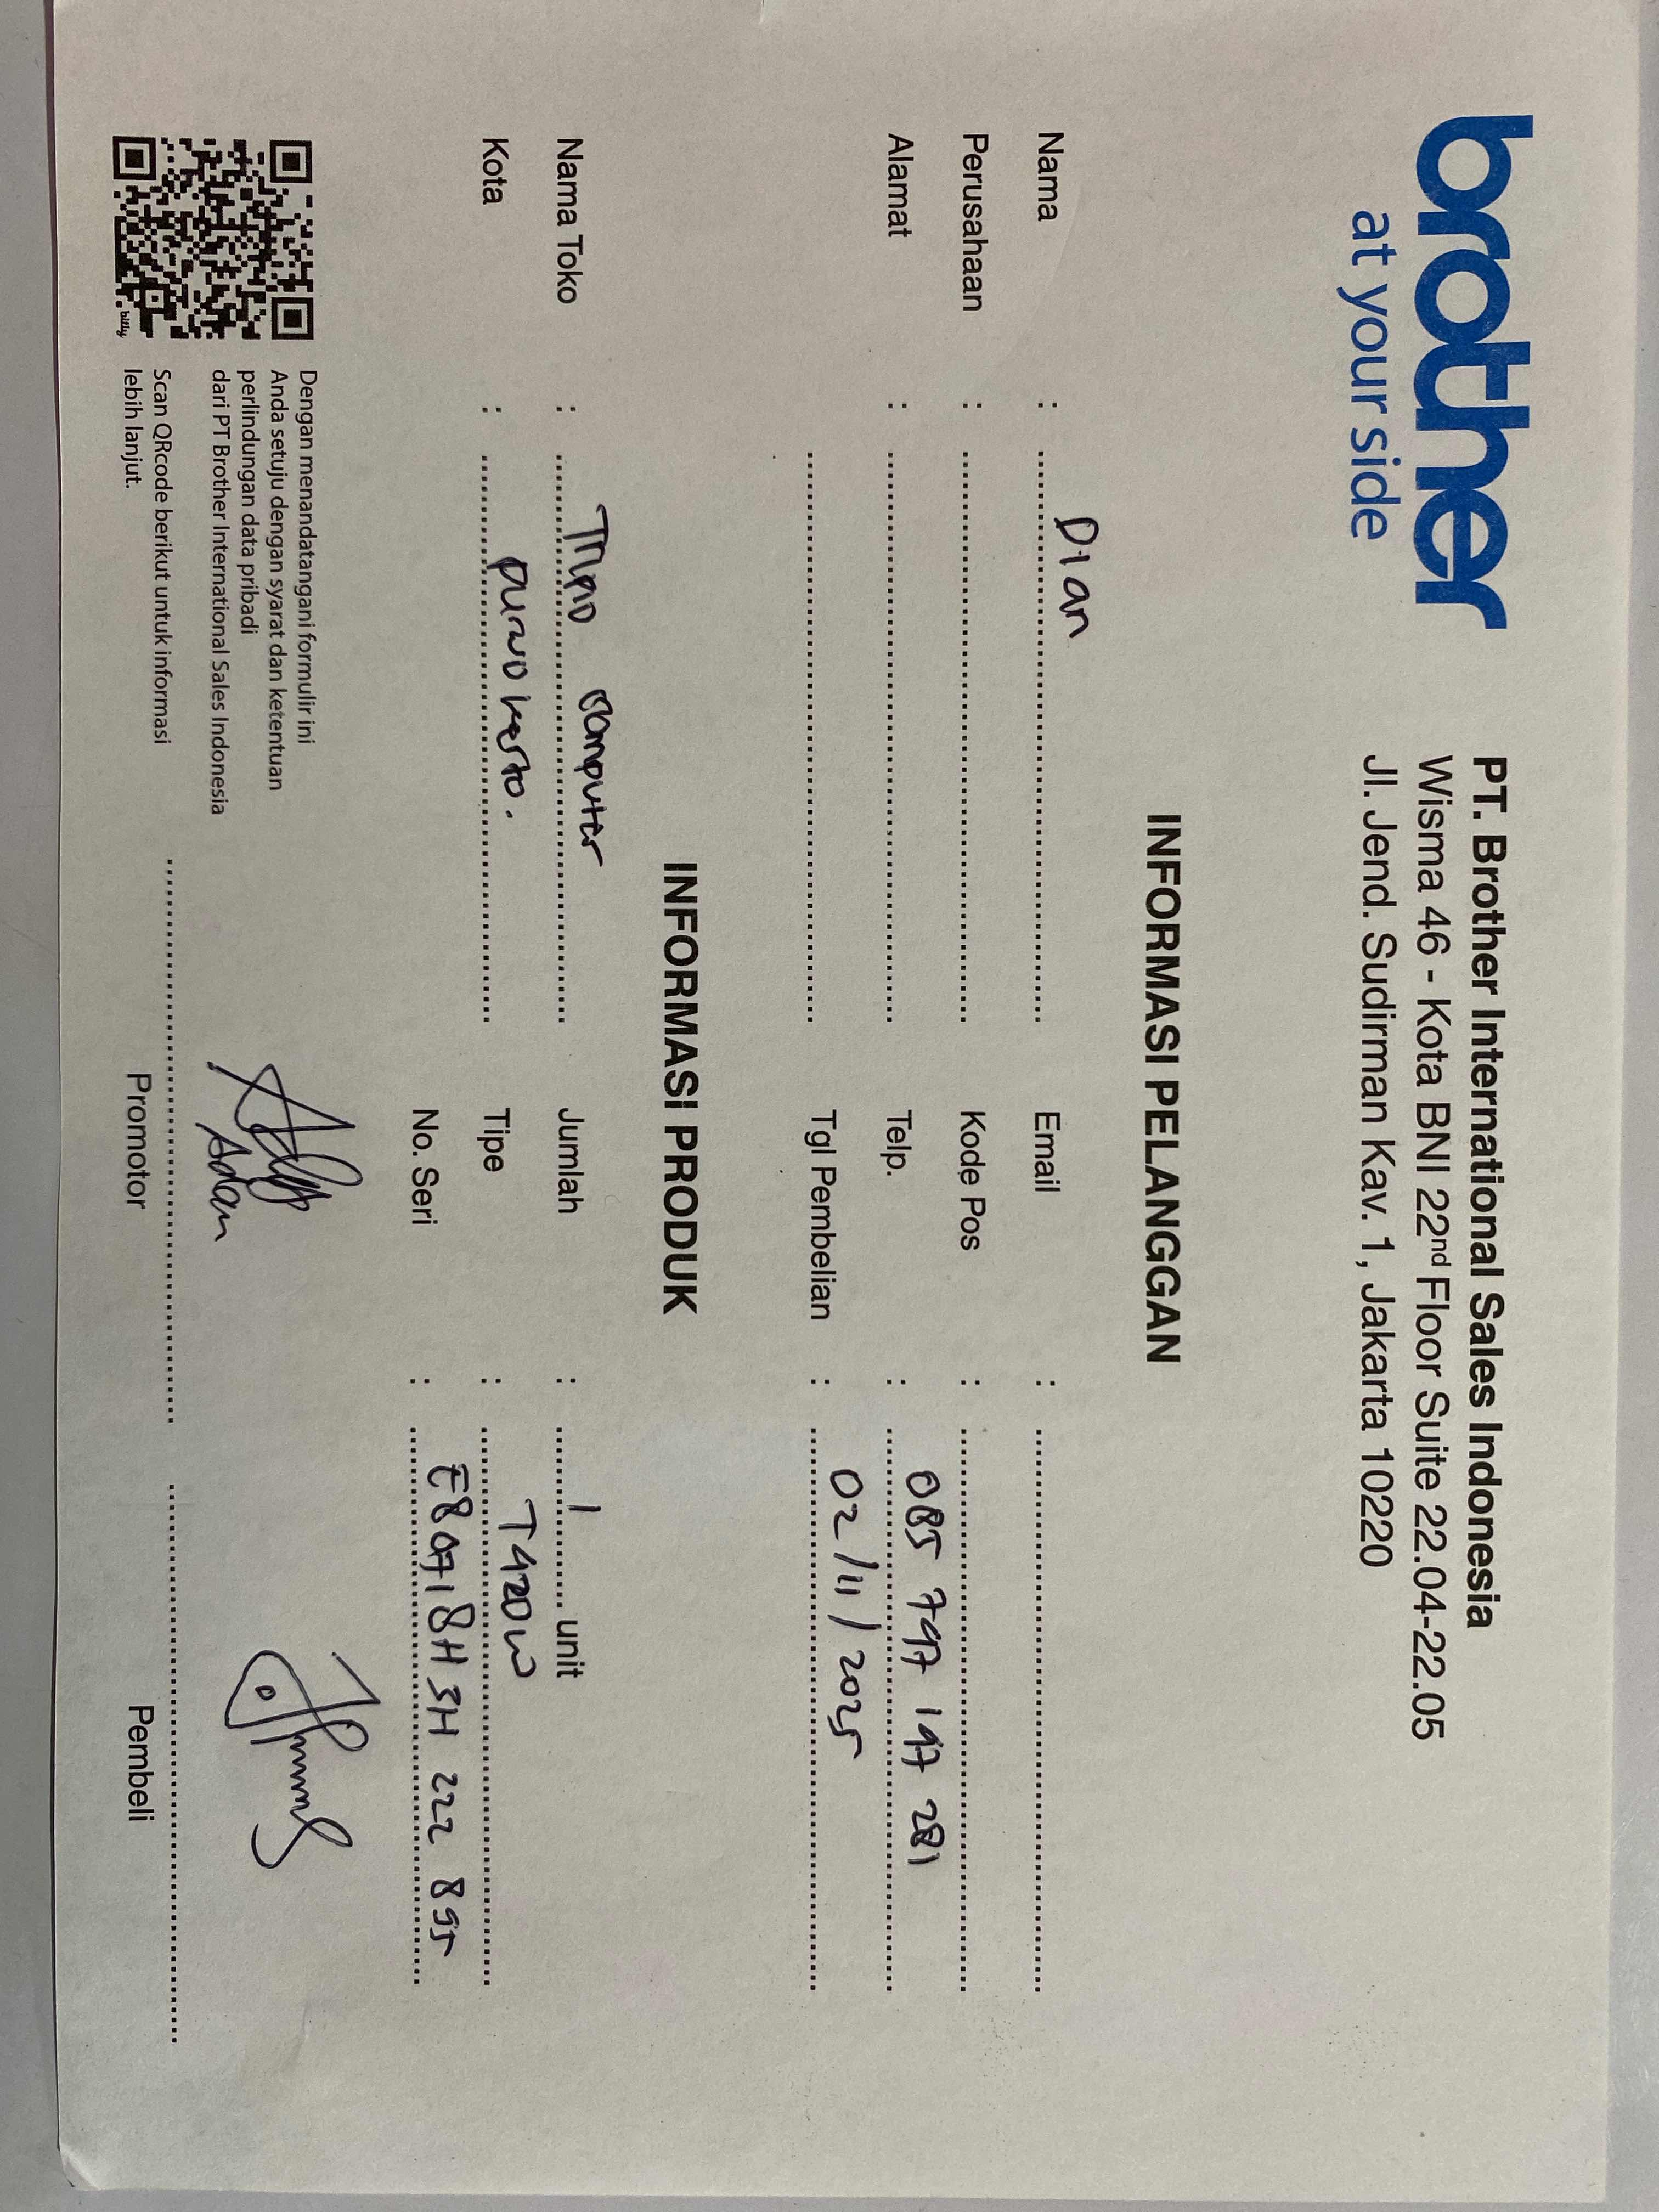 brother
at your side
PT. Brother International Sales Indonesia
Wisma 46 - Kota BNI 22nd Floor Suite 22.04-22.05
Jl. Jend. Sudirman Kav. 1, Jakarta 10220
INFORMASI PELANGGAN
Nama : Dian Email :
Perusahaan : Kode Pos :
Alamat : Telp. : 085 797 197 281
Tgl Pembelian : 02/11/2025
INFORMASI PRODUK
Nama Toko : computer Jumlah : 1 unit
Kota : purwokerto. Tipe : T420W
No. Seri : E80718H5H222895
Dengan menandatangani formulir ini
Anda setuju dengan syarat dan ketentuan
perlindungan data pribadi
dari PT Brother International Sales Indonesia
Scan QRcode berikut untuk informasi
lebih lanjut.
bitly
Adan
Promotor Pembeli